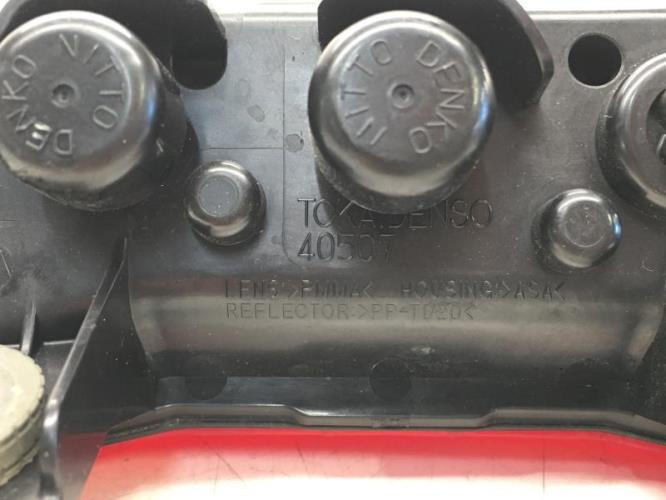 NITTO DENKO
NITTO DENKO
TOKAIDENSO
40507
LENS>PMMA< HOUSING>ASA<
REFLECTOR:>PP-TD20<